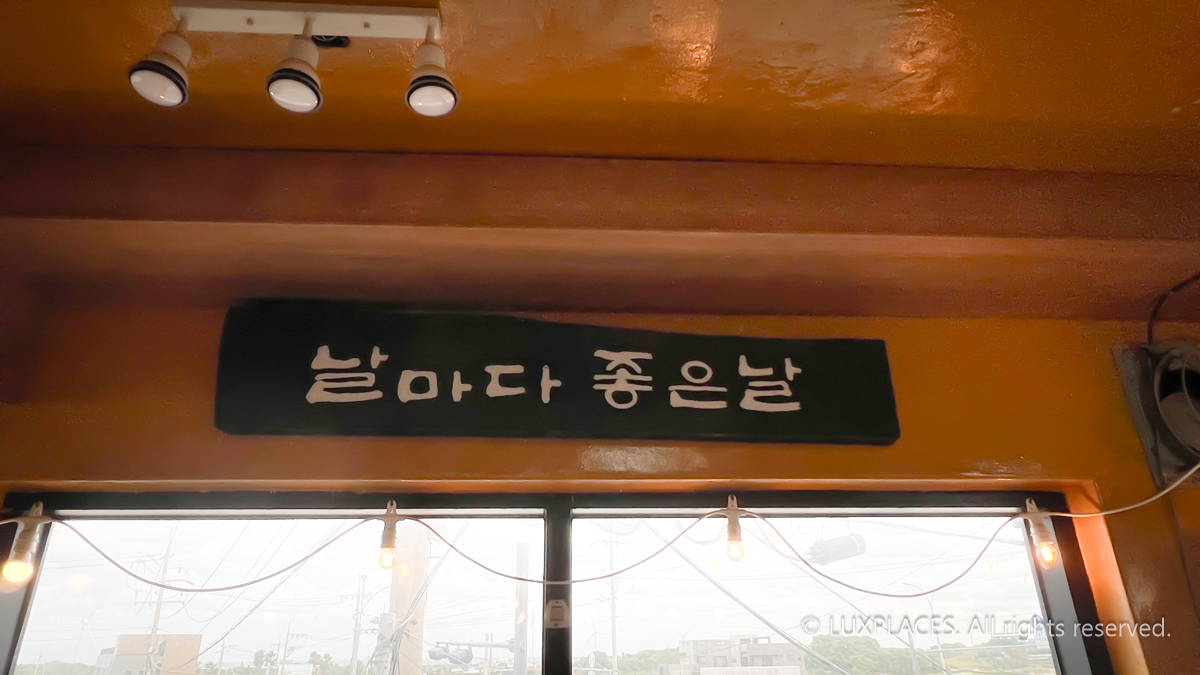 날마다 좋은날
© LUXPLACES. All rights reserved.